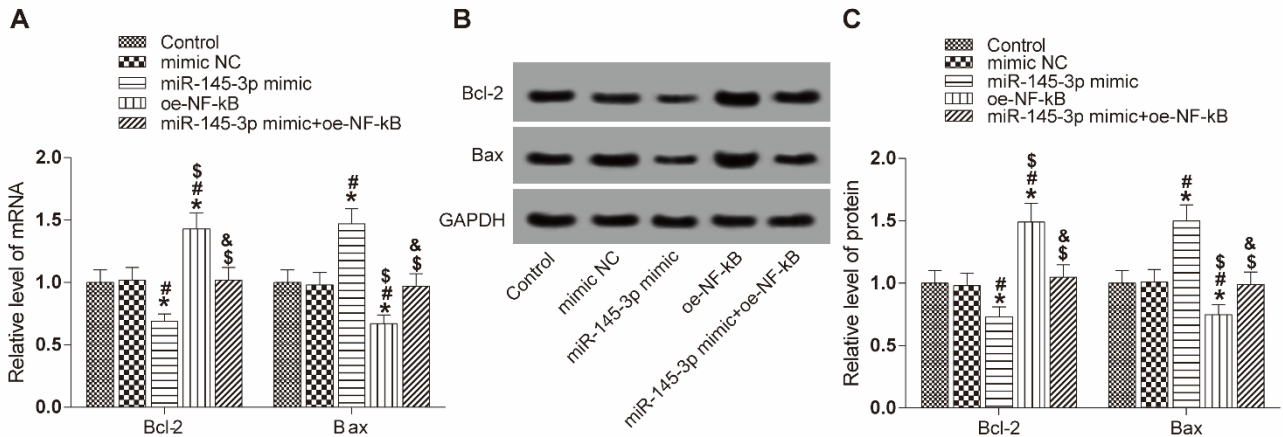 A
Control
mimic NC
miR-145-3p mimic
oe-NF-kB
miR-145-3p mimic+oe-NF-kB
Relative level of mRNA
2.0
1.5
1.0
0.5
0.0
#
*
$
#
*
&
$
#
*
$
#
*
&
$
Bcl-2
Bax
B
Bcl-2
Bax
GAPDH
Control
mimic NC
miR-145-3p mimic
oe-NF-kB
miR-145-3p mimic+oe-NF-kB
C
Control
mimic NC
miR-145-3p mimic
oe-NF-kB
miR-145-3p mimic+oe-NF-kB
Relative level of protein
2.0
1.5
1.0
0.5
0.0
#
*
$
#
*
&
$
#
*
$
#
*
&
$
Bcl-2
Bax